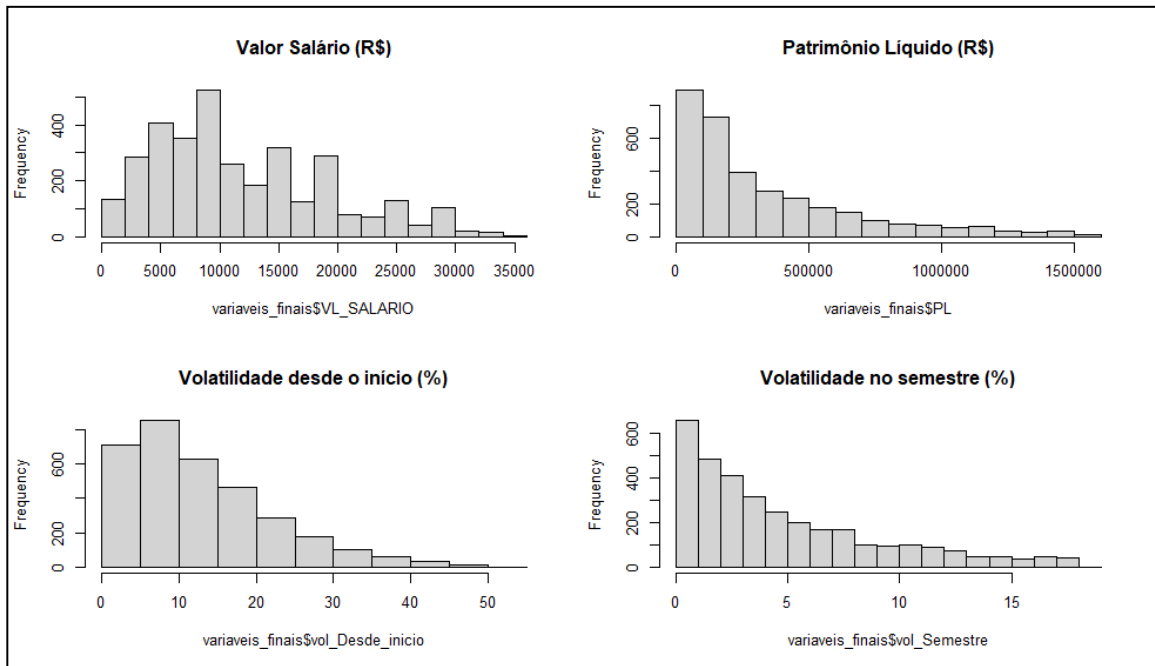 Valor Salário (R$)
Frequency
0 200 400
0 5000 10000 15000 20000 25000 30000 35000
variaveis_finais$VL_SALARIO
Patrimônio Líquido (R$)
Frequency
0 200 600
0 500000 1000000 1500000
variaveis_finais$PL
Volatilidade desde o início (%)
Frequency
0 200 600
0 10 20 30 40 50
variaveis_finais$vol_Desde_inicio
Volatilidade no semestre (%)
Frequency
0 200 400 600
0 5 10 15
variaveis_finais$vol_Semestre